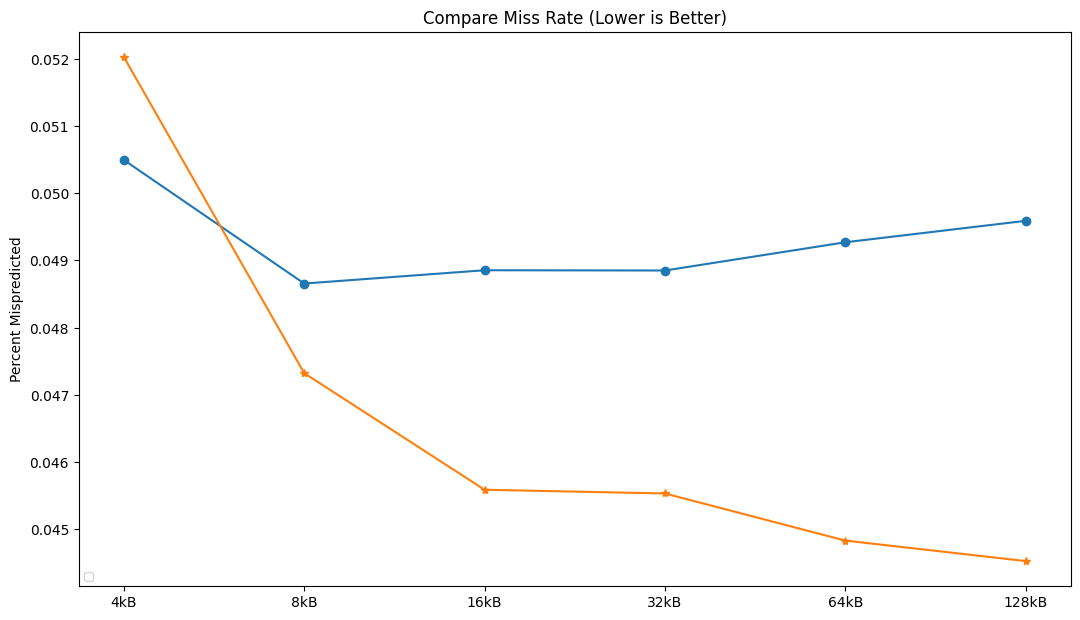 Compare Miss Rate (Lower is Better)
Percent Mispredicted
0.052
0.051
0.050
0.049
0.048
0.047
0.046
0.045
4kB 8kB 16kB 32kB 64kB 128kB